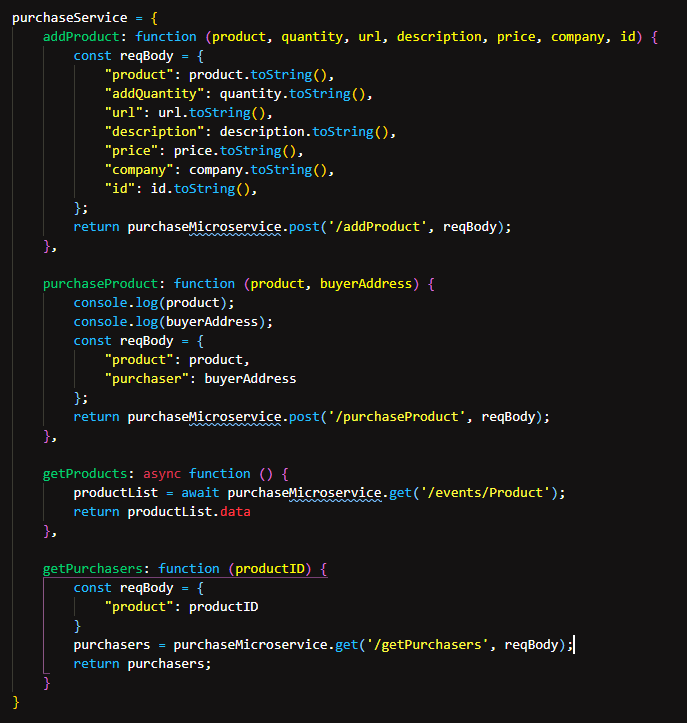 purchaseService = {
    addProduct: function (product, quantity, url, description, price, company, id) {
        const reqBody = {
            "product": product.toString(),
            "addQuantity": quantity.toString(),
            "url": url.toString(),
            "description": description.toString(),
            "price": price.toString(),
            "company": company.toString(),
            "id": id.toString(),
        };
        return purchaseMicroservice.post('/addProduct', reqBody);
    },

    purchaseProduct: function (product, buyerAddress) {
        console.log(product);
        console.log(buyerAddress);
        const reqBody = {
            "product": product,
            "purchaser": buyerAddress
        };
        return purchaseMicroservice.post('/purchaseProduct', reqBody);
    },

    getProducts: async function () {
        productList = await purchaseMicroservice.get('/events/Product');
        return productList.data
    },

    getPurchasers: function (productID) {
        const reqBody = {
            "product": productID
        }
        purchasers = purchaseMicroservice.get('/getPurchasers', reqBody);
        return purchasers;
    }
}